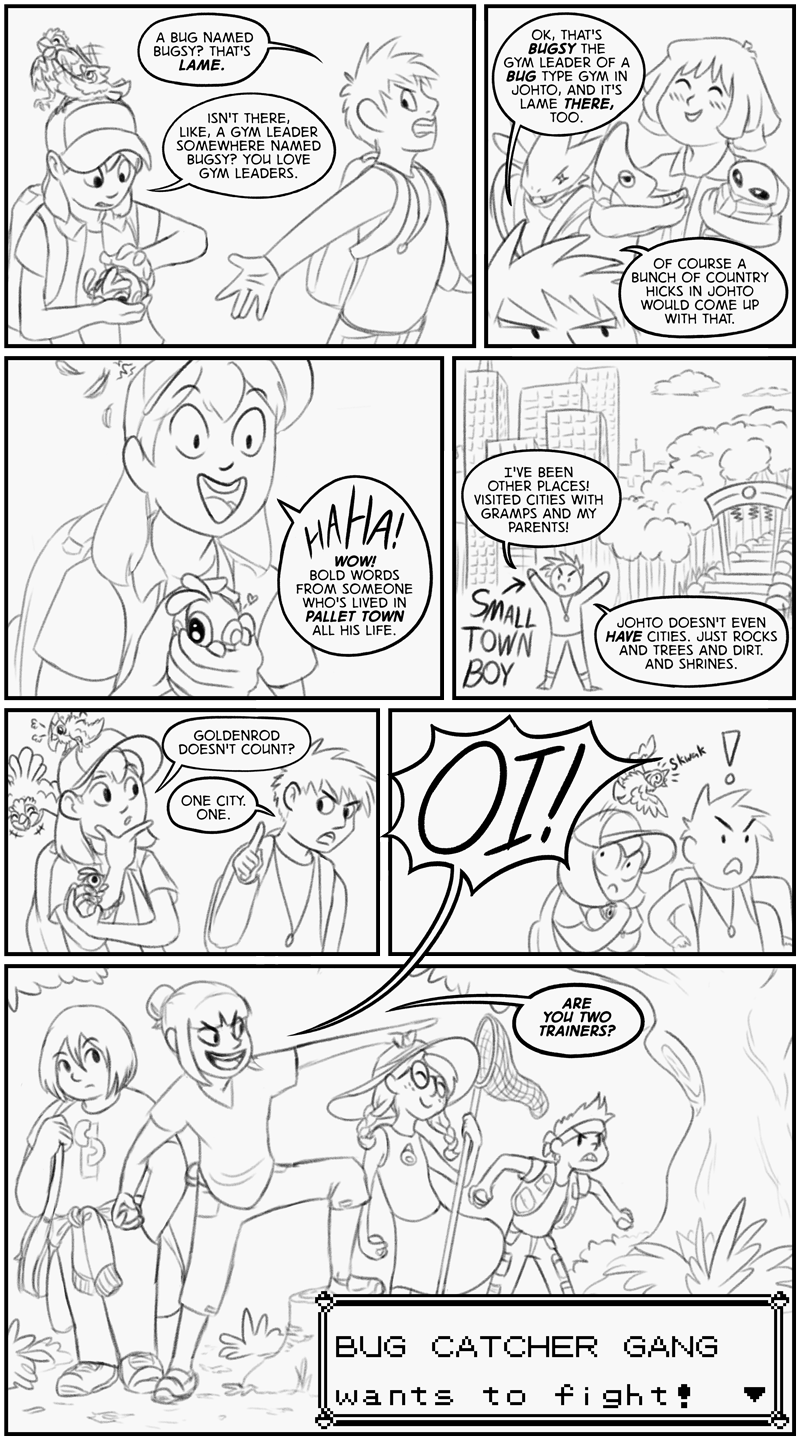 A BUG NAMED
BUGSY? THAT'S
LAME.
ISN'T THERE,
LIKE, A GYM LEADER
SOMEWHERE NAMED
BUGSY? YOU LOVE
GYM LEADERS.
OK, THAT'S
BUGSY THE
GYM LEADER OF A
BUG TYPE GYM IN
JOHTO, AND IT'S
LAME THERE,
TOO.
OF COURSE A
BUNCH OF COUNTRY
HICKS IN JOHTO
WOULD COME UP
WITH THAT.
HAHA!
WOW!
BOLD WORDS
FROM SOMEONE
WHO'S LIVED IN
PALLET TOWN
ALL HIS LIFE.
I'VE BEEN
OTHER PLACES!
VISITED CITIES WITH
GRAMPS AND MY
PARENTS!
SMALL
TOWN
BOY
JOHTO DOESN'T EVEN
HAVE CITIES. JUST ROCKS
AND TREES AND DIRT.
AND SHRINES.
GOLDENROD
DOESN'T COUNT?
ONE CITY.
ONE.
OI!
Skwak
!
ARE
YOU TWO
TRAINERS?
BUG CATCHER GANG
wants to fight!